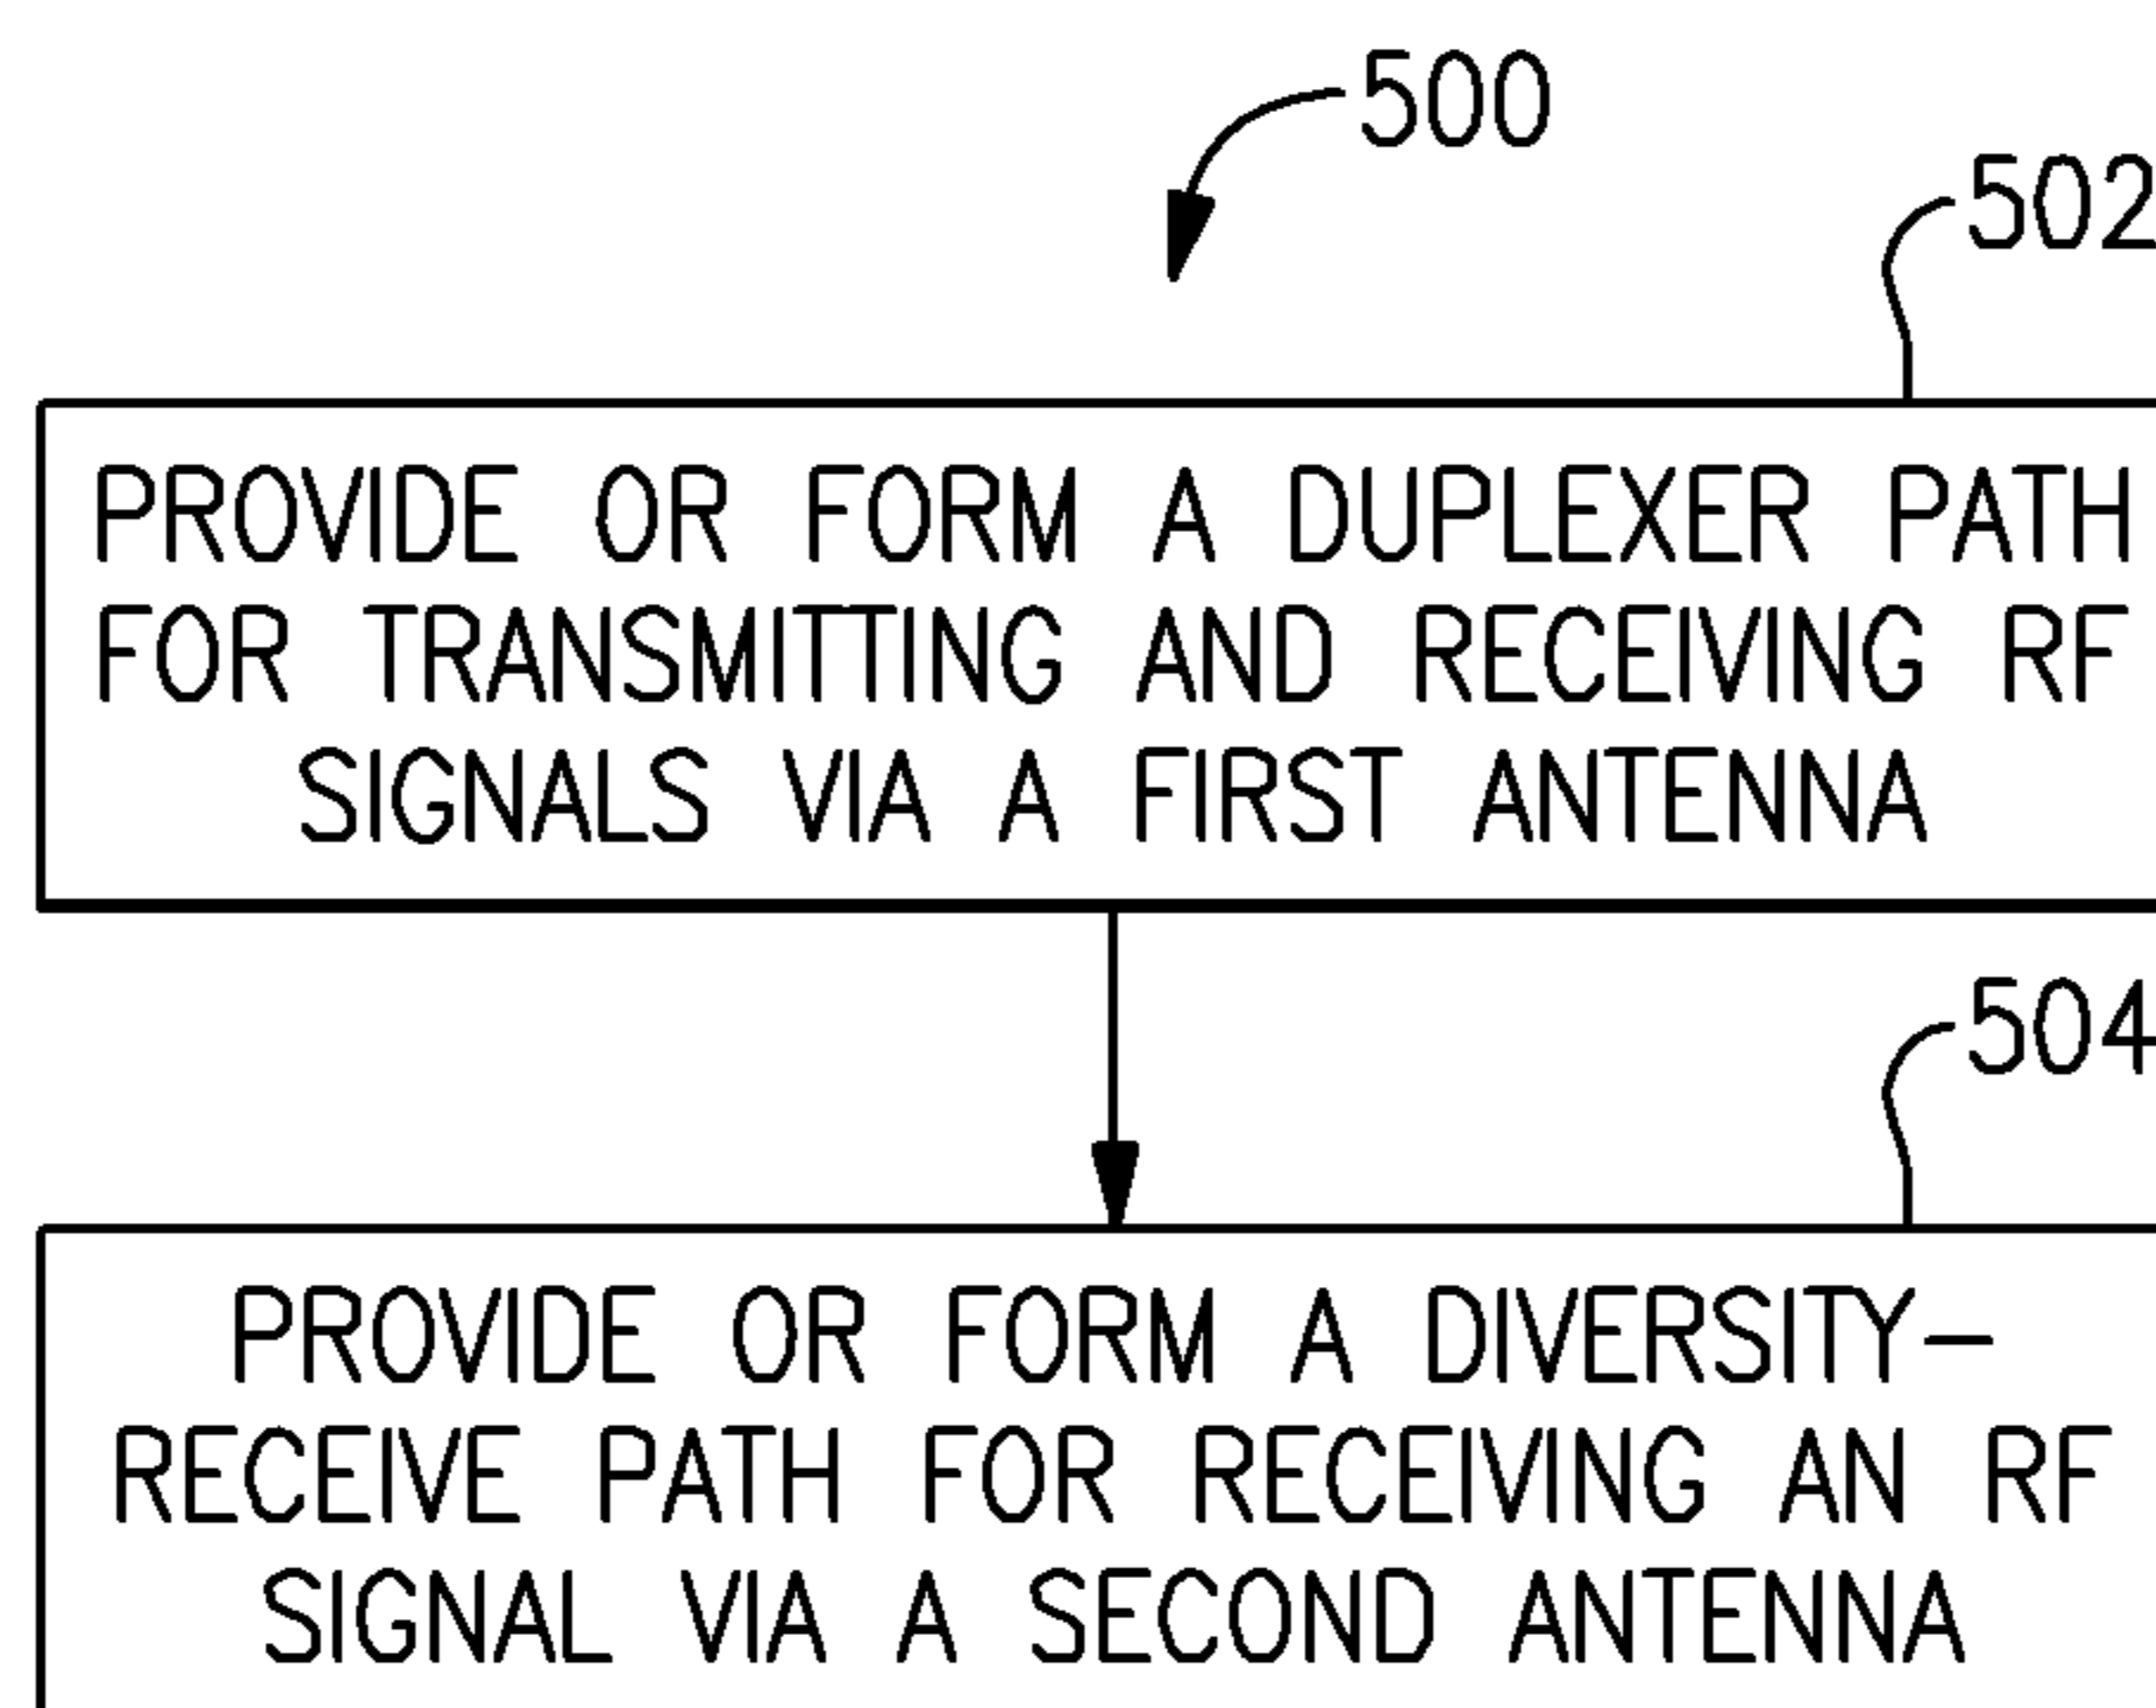 500
502
PROVIDE OR FORM A DUPLEXER PATH
FOR TRANSMITTING AND RECEIVING RF
SIGNALS VIA A FIRST ANTENNA
504
PROVIDE OR FORM A DIVERSITY-
RECEIVE PATH FOR RECEIVING AN RF
SIGNAL VIA A SECOND ANTENNA